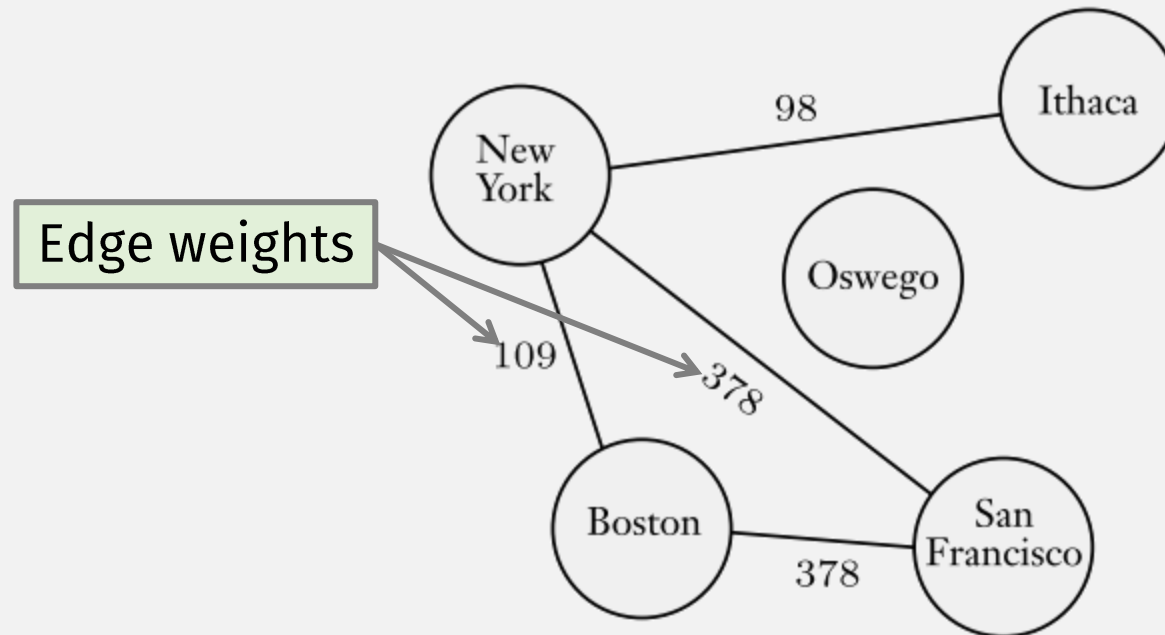 98
Ithaca
New
York
Edge weights
Oswego
109
378
Boston
San
Francisco
378